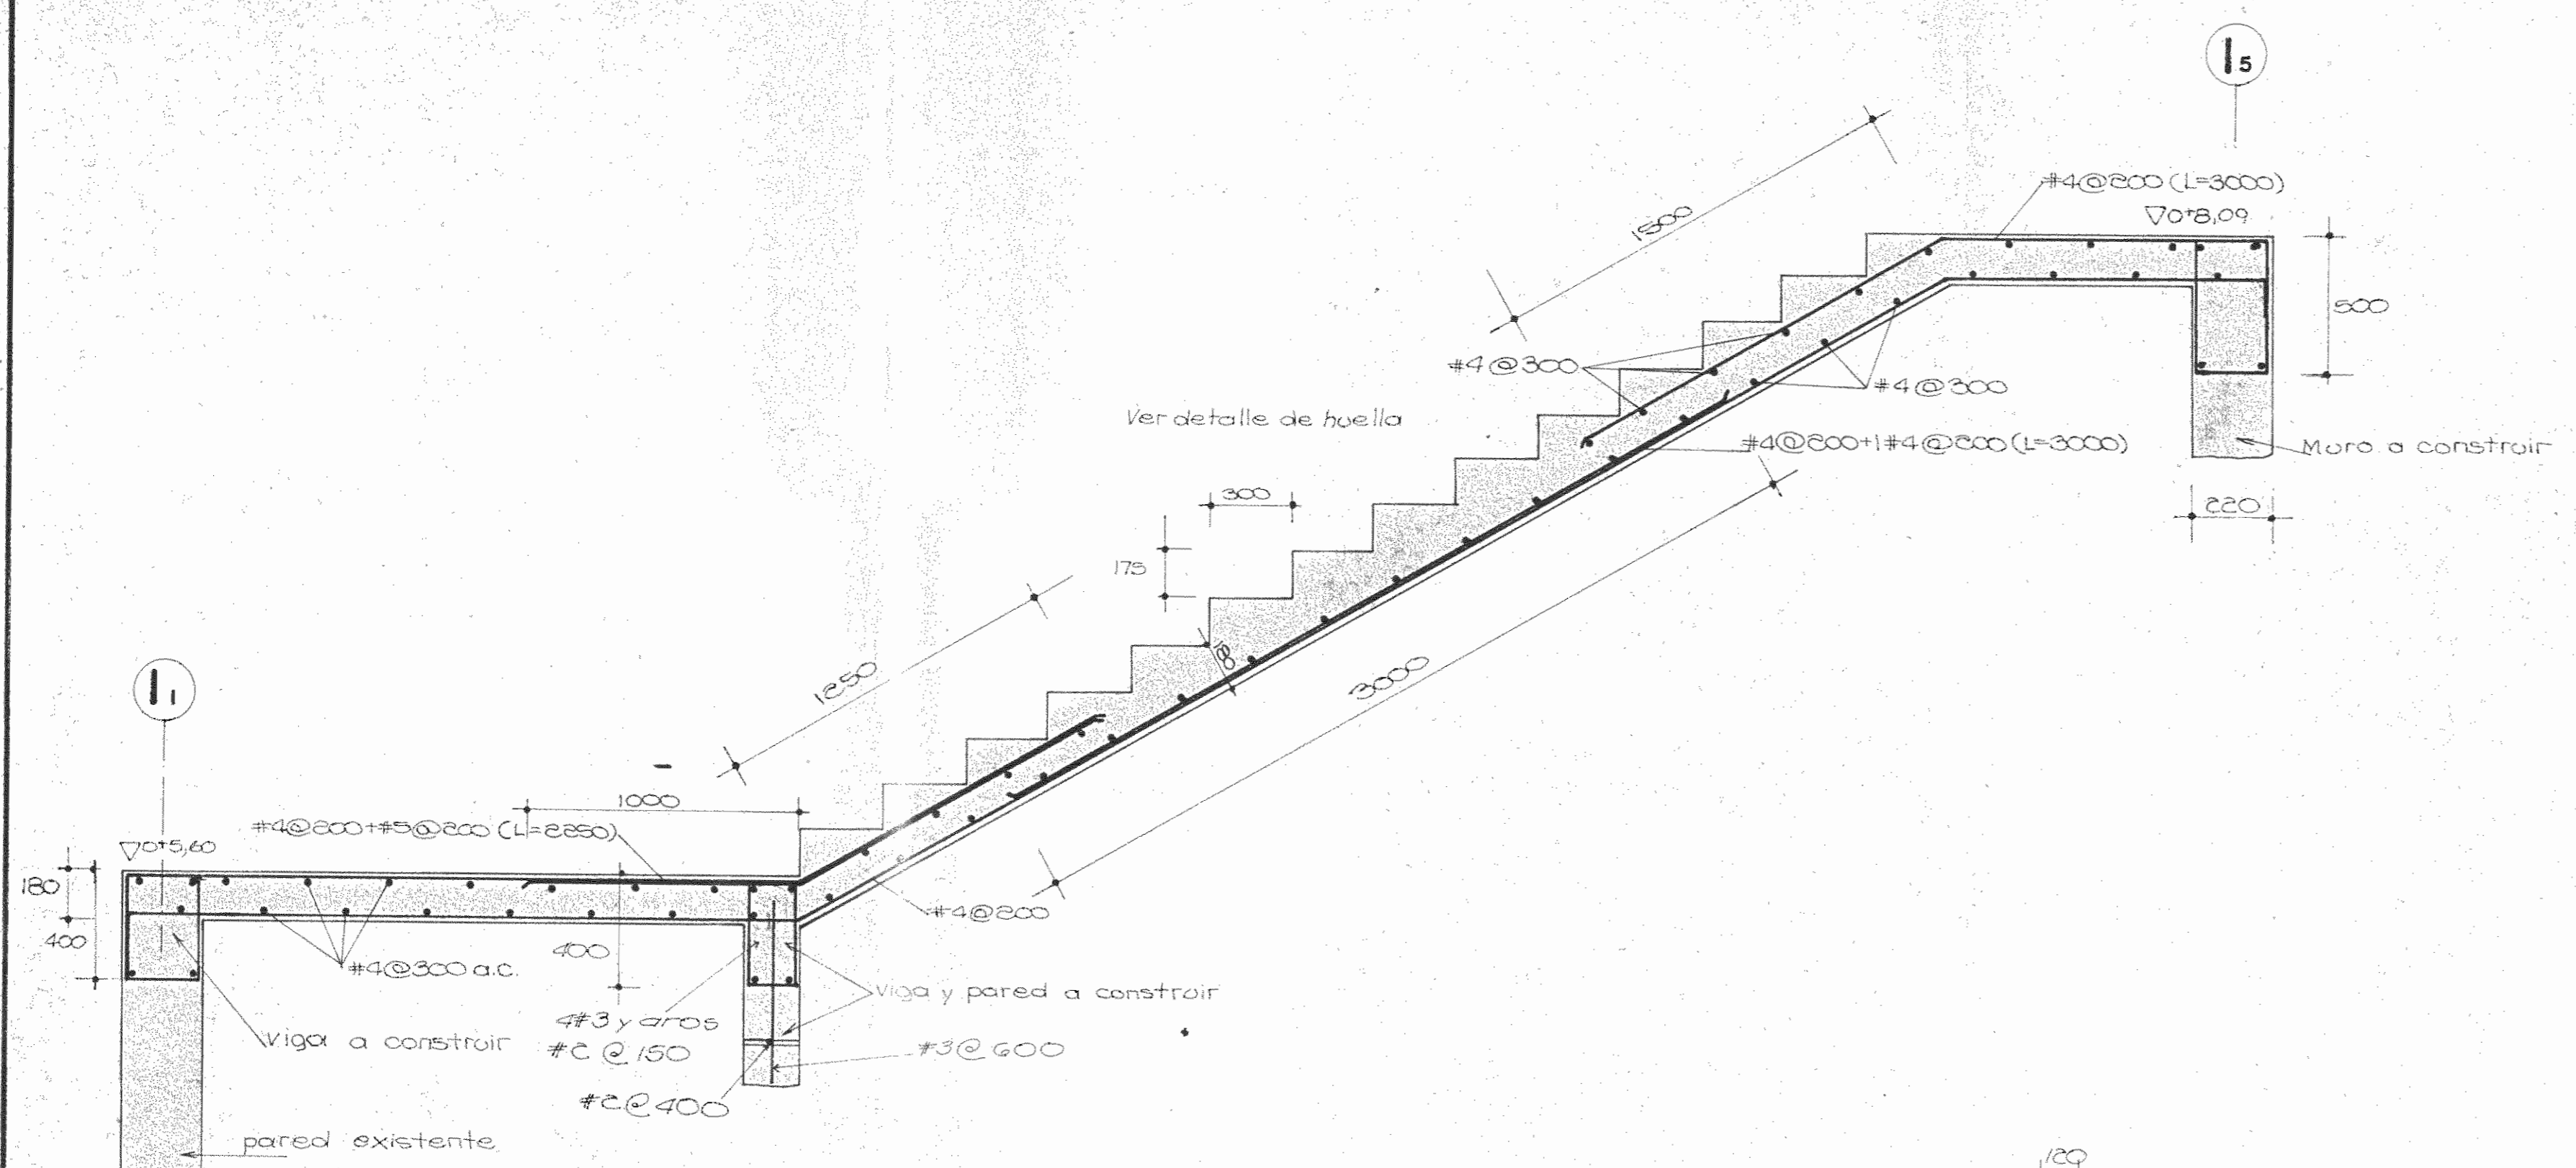 I5
#4@200 (L=3000)
▽0+8,09
1500
500
#4@300
#4@300
Ver detalle de huella
#4@200+1#4@200 (L=3000)
Muro a construir
300
220
175
180
1250
3000
I1
1000
#4@200+#5@200 (L=2250)
▽0+5,60
180
#4@200
400
400
#4@300 a.c.
viga y pared a construir
4#3 y aros
#2 @ 150
viga a construir
#3@600
#2@400
pared existente